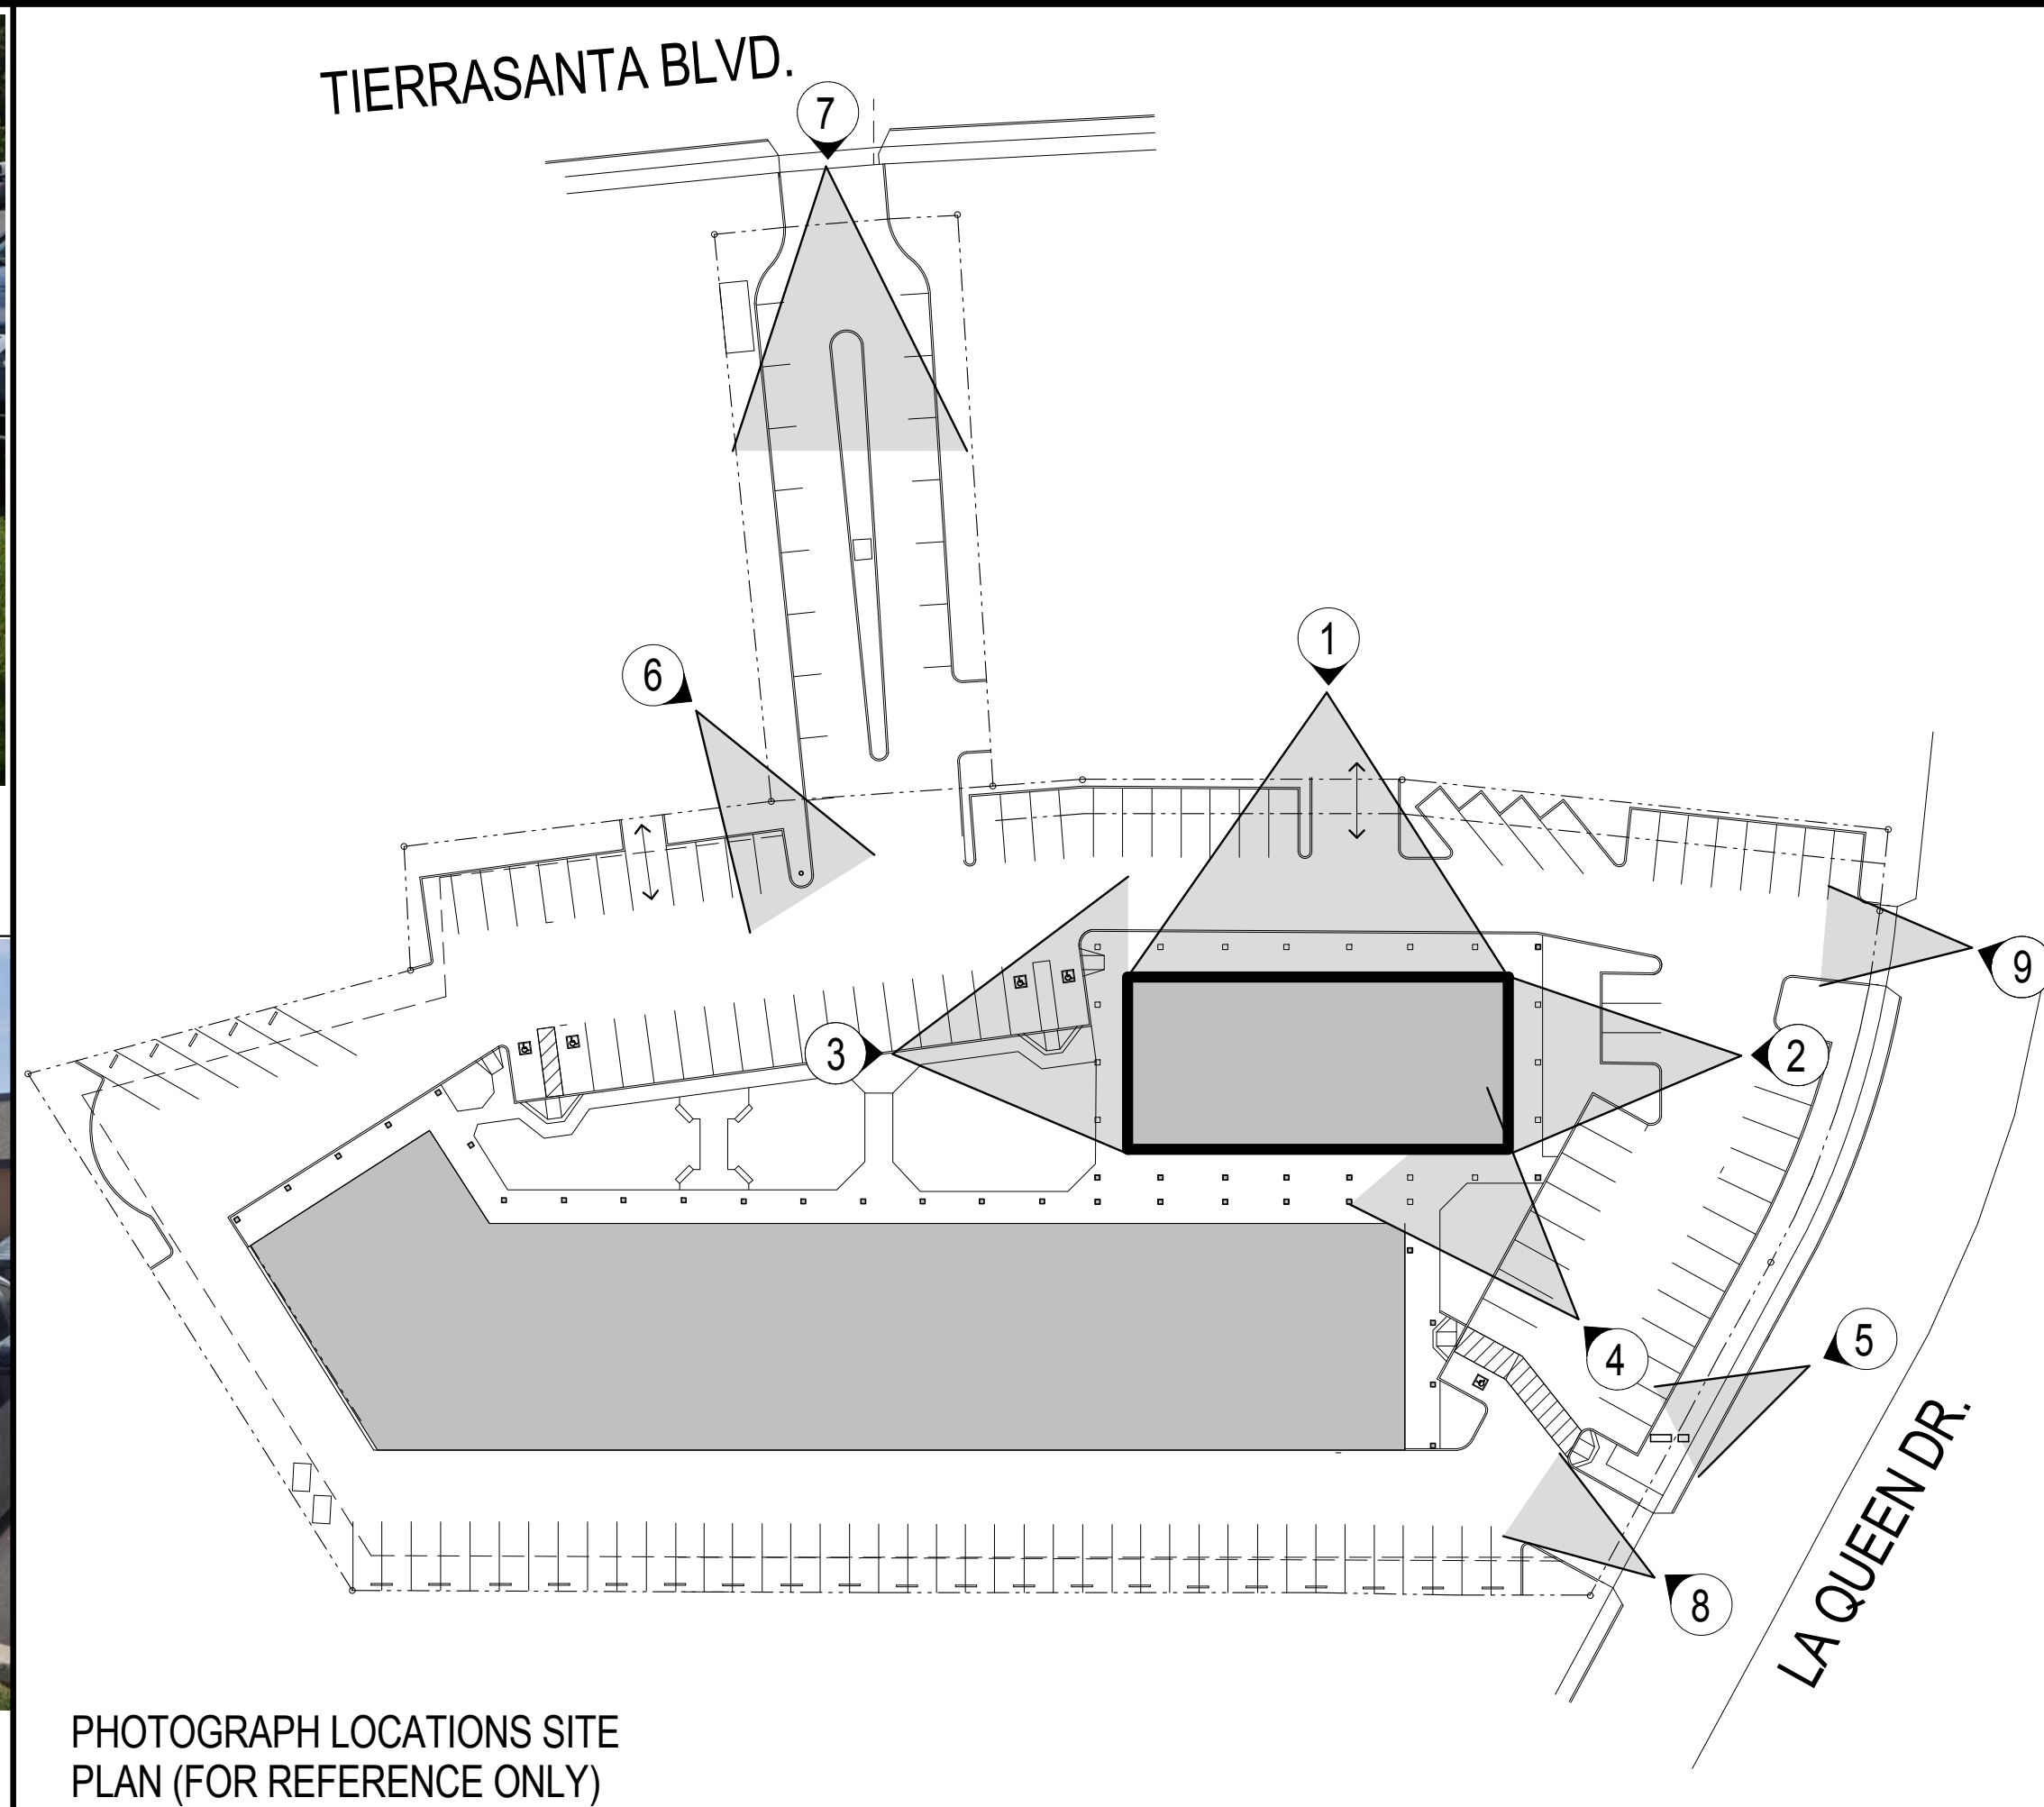 TIERRASANTA BLVD.
7
1
6
9
3
2
5
4
8
LA QUEEN DR.
PHOTOGRAPH LOCATIONS SITE
PLAN (FOR REFERENCE ONLY)